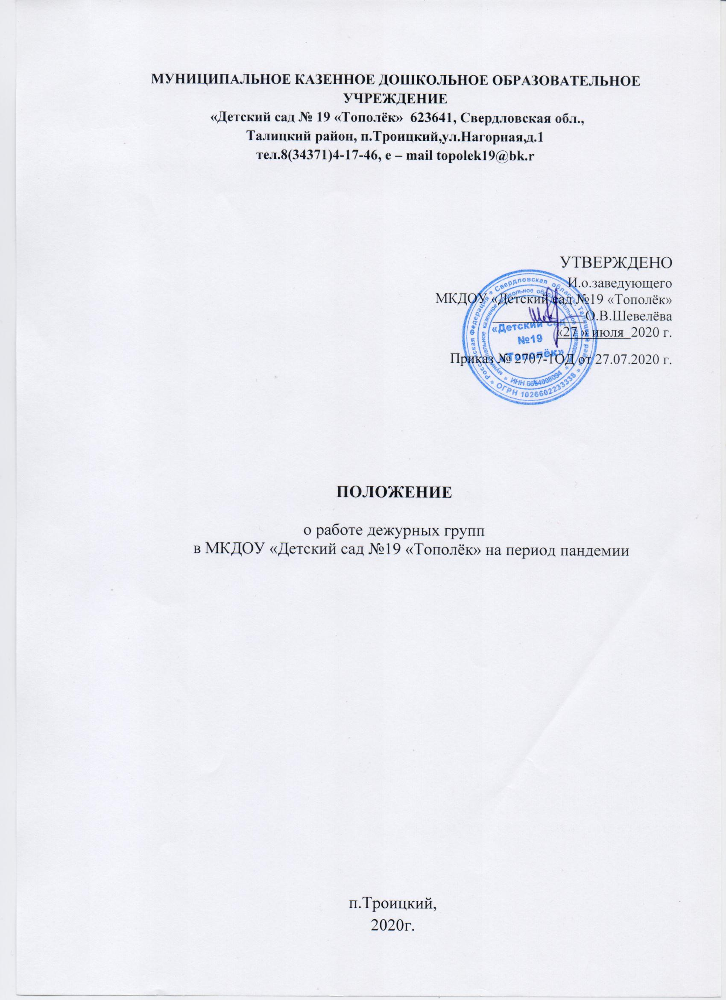 МУНИЦИПАЛЬНОЕ КАЗЕННОЕ ДОШКОЛЬНОЕ ОБРАЗОВАТЕЛЬНОЕ
УЧРЕЖДЕНИЕ
«Детский сад № 19 «Тополёк» 623641, Свердловская обл.,
Талицкий район, п.Троицкий,ул.Нагорная,д.1
тел.8(34371)4-17-46, е – mail topolek19@bk.r
УТВЕРЖДЕНО
И.о.заведующего
МКДОУ «Детский сад №19 «Тополёк»
О.В.Шевелёва
«27 » июля 2020 г.
Приказ № 2707-1ОД от 27.07.2020 г.
* Российская Федерация * Свердловская область, Талицкий район *
ОГРН 1026602233338
* муниципальное казенное дошкольное образовательное учреждение *
ИНН 6654008094
«Детский сад
№19
«Тополёк»
ПОЛОЖЕНИЕ
о работе дежурных групп
в МКДОУ «Детский сад №19 «Тополёк» на период пандемии
п.Троицкий,
2020г.